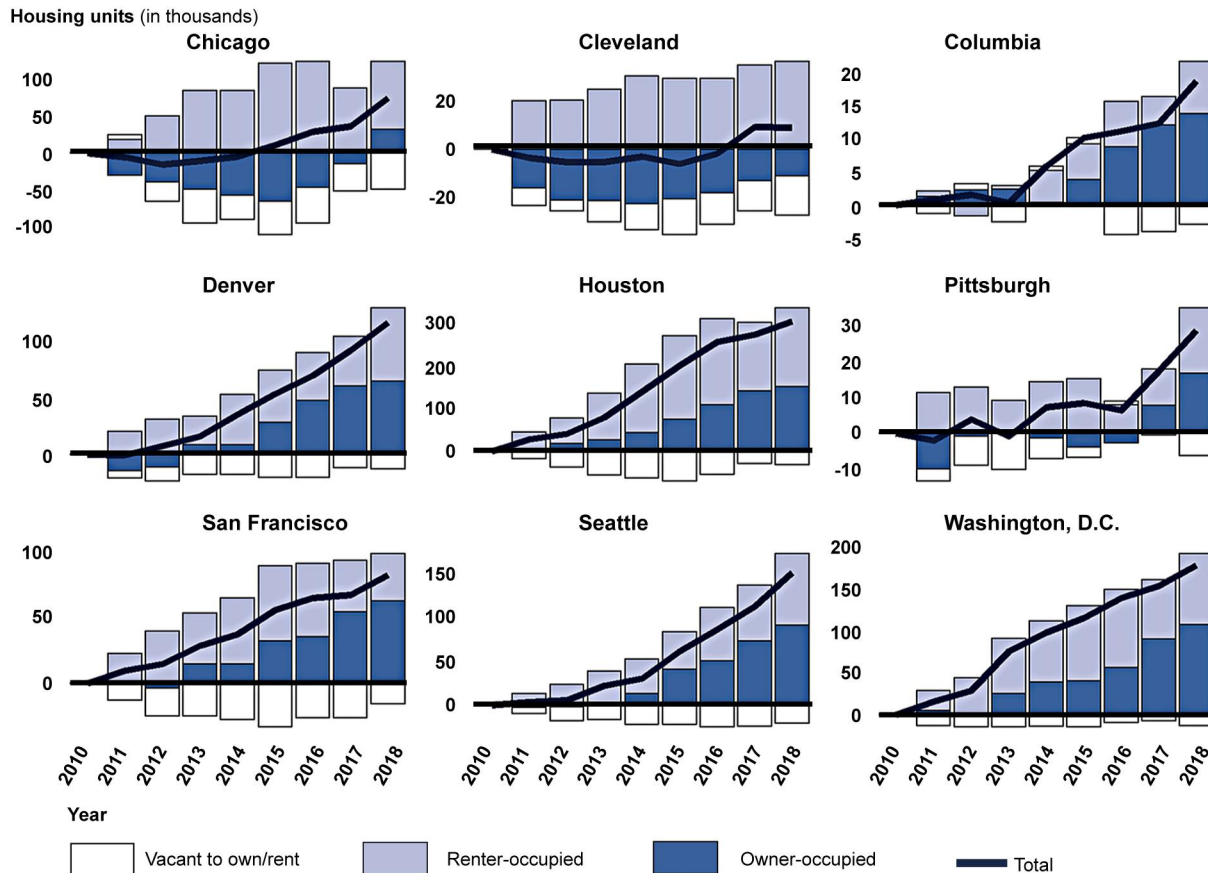 Housing units (in thousands)
Chicago
Cleveland
Columbia
100
50
0
-50
-100
20
0
-20
20
15
10
5
0
-5
Denver
Houston
Pittsburgh
100
50
0
300
200
100
0
30
20
10
0
-10
San Francisco
Seattle
Washington, D.C.
100
50
0
150
100
50
0
200
150
100
50
0
2010 2011 2012 2013 2014 2015 2016 2017 2018
2010 2011 2012 2013 2014 2015 2016 2017 2018
2010 2011 2012 2013 2014 2015 2016 2017 2018
Year
Vacant to own/rent
Renter-occupied
Owner-occupied
Total